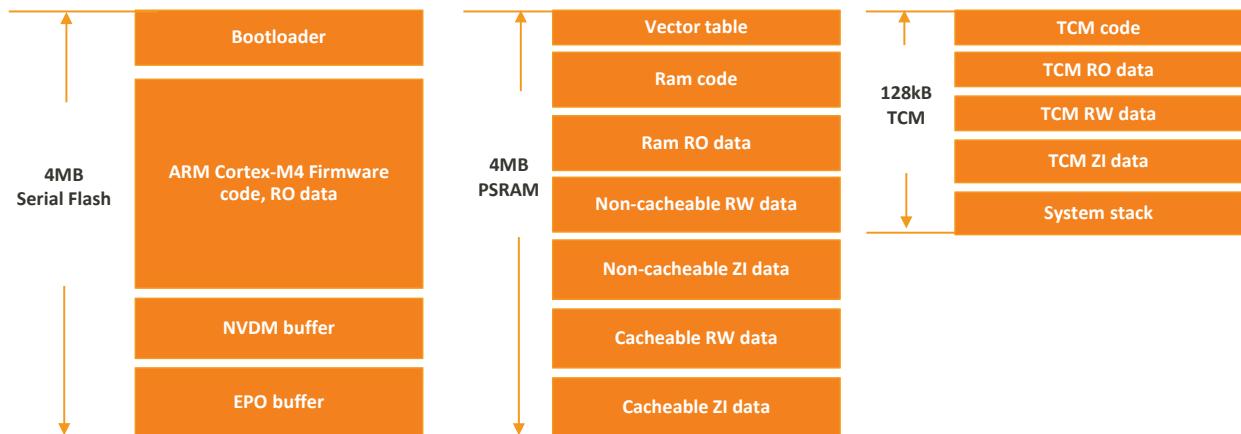 4MB
Serial Flash
Bootloader
ARM Cortex-M4 Firmware
code, RO data
NVDM buffer
EPO buffer
4MB
PSRAM
Vector table
Ram code
Ram RO data
Non-cacheable RW data
Non-cacheable ZI data
Cacheable RW data
Cacheable ZI data
128kB
TCM
TCM code
TCM RO data
TCM RW data
TCM ZI data
System stack